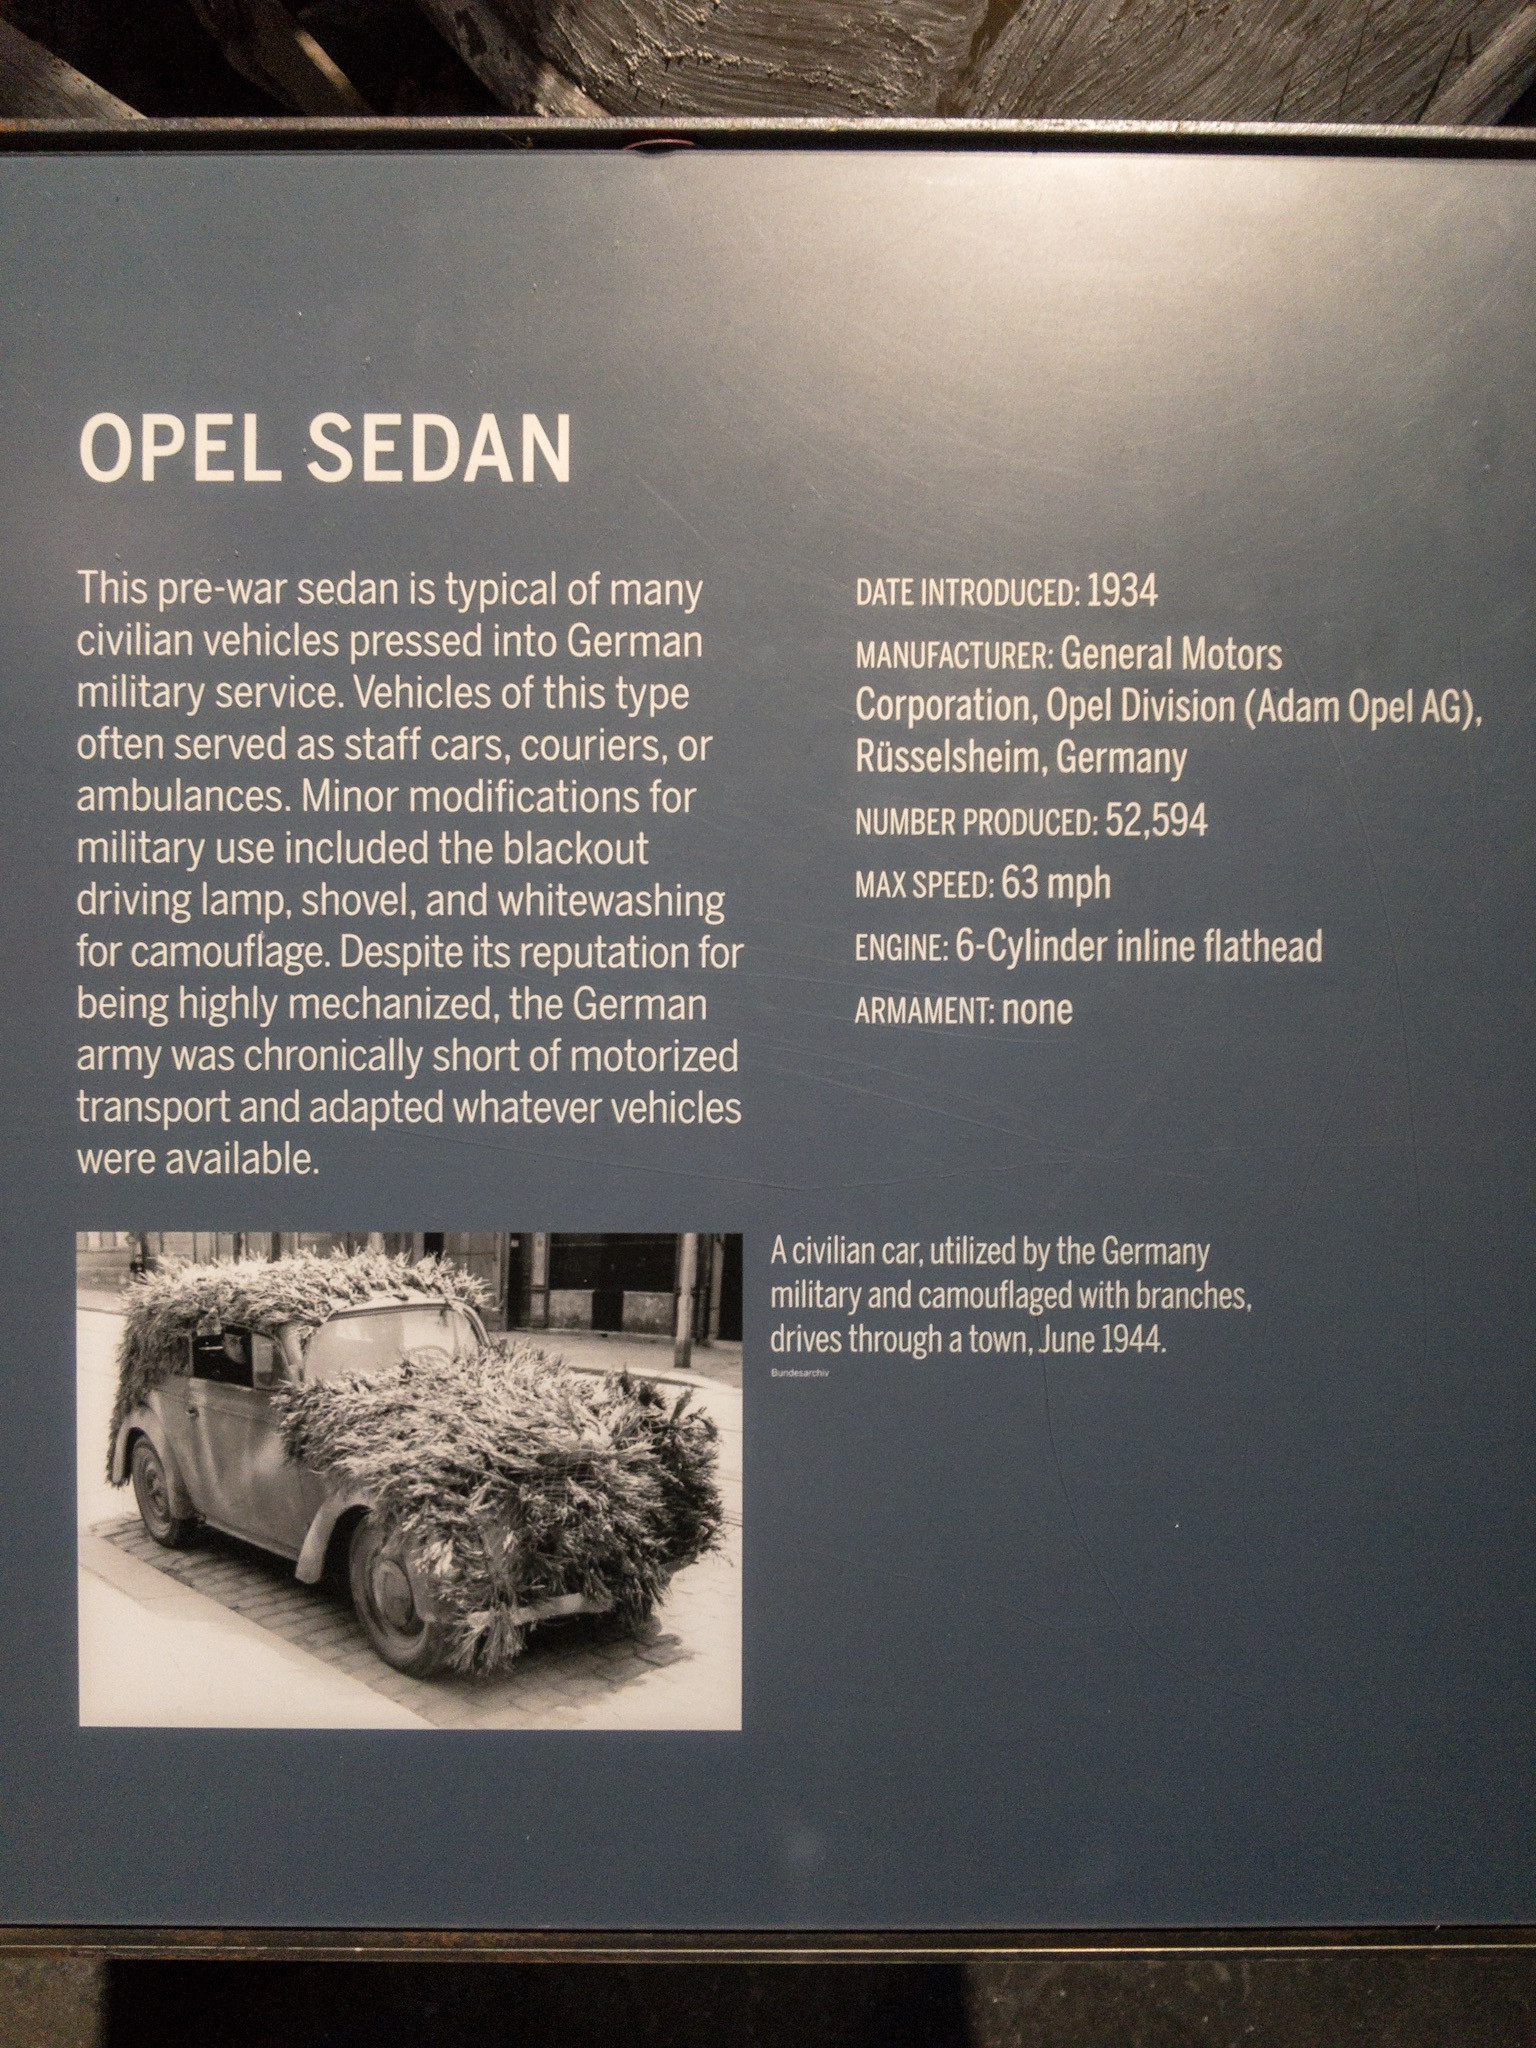 OPEL SEDAN
This pre-war sedan is typical of many
civilian vehicles pressed into German
military service. Vehicles of this type
often served as staff cars, couriers, or
ambulances. Minor modifications for
military use included the blackout
driving lamp, shovel, and whitewashing
for camouflage. Despite its reputation for
being highly mechanized, the German
army was chronically short of motorized
transport and adapted whatever vehicles
were available.
DATE INTRODUCED: 1934
MANUFACTURER: General Motors
Corporation, Opel Division (Adam Opel AG),
Rüsselsheim, Germany
NUMBER PRODUCED: 52,594
MAX SPEED: 63 mph
ENGINE: 6-Cylinder inline flathead
ARMAMENT: none
A civilian car, utilized by the Germany
military and camouflaged with branches,
drives through a town, June 1944.
Bundesarchiv